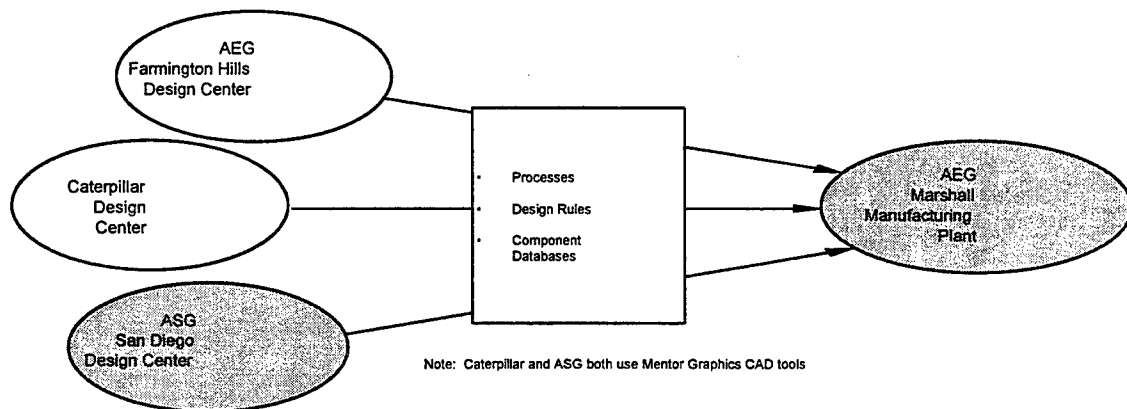 AEG
Farmington Hills
Design Center
Caterpillar
Design
Center
ASG
San Diego
Design Center
• Processes
• Design Rules
• Component
Databases
AEG
Marshall
Manufacturing
Plant
Note: Caterpillar and ASG both use Mentor Graphics CAD tools